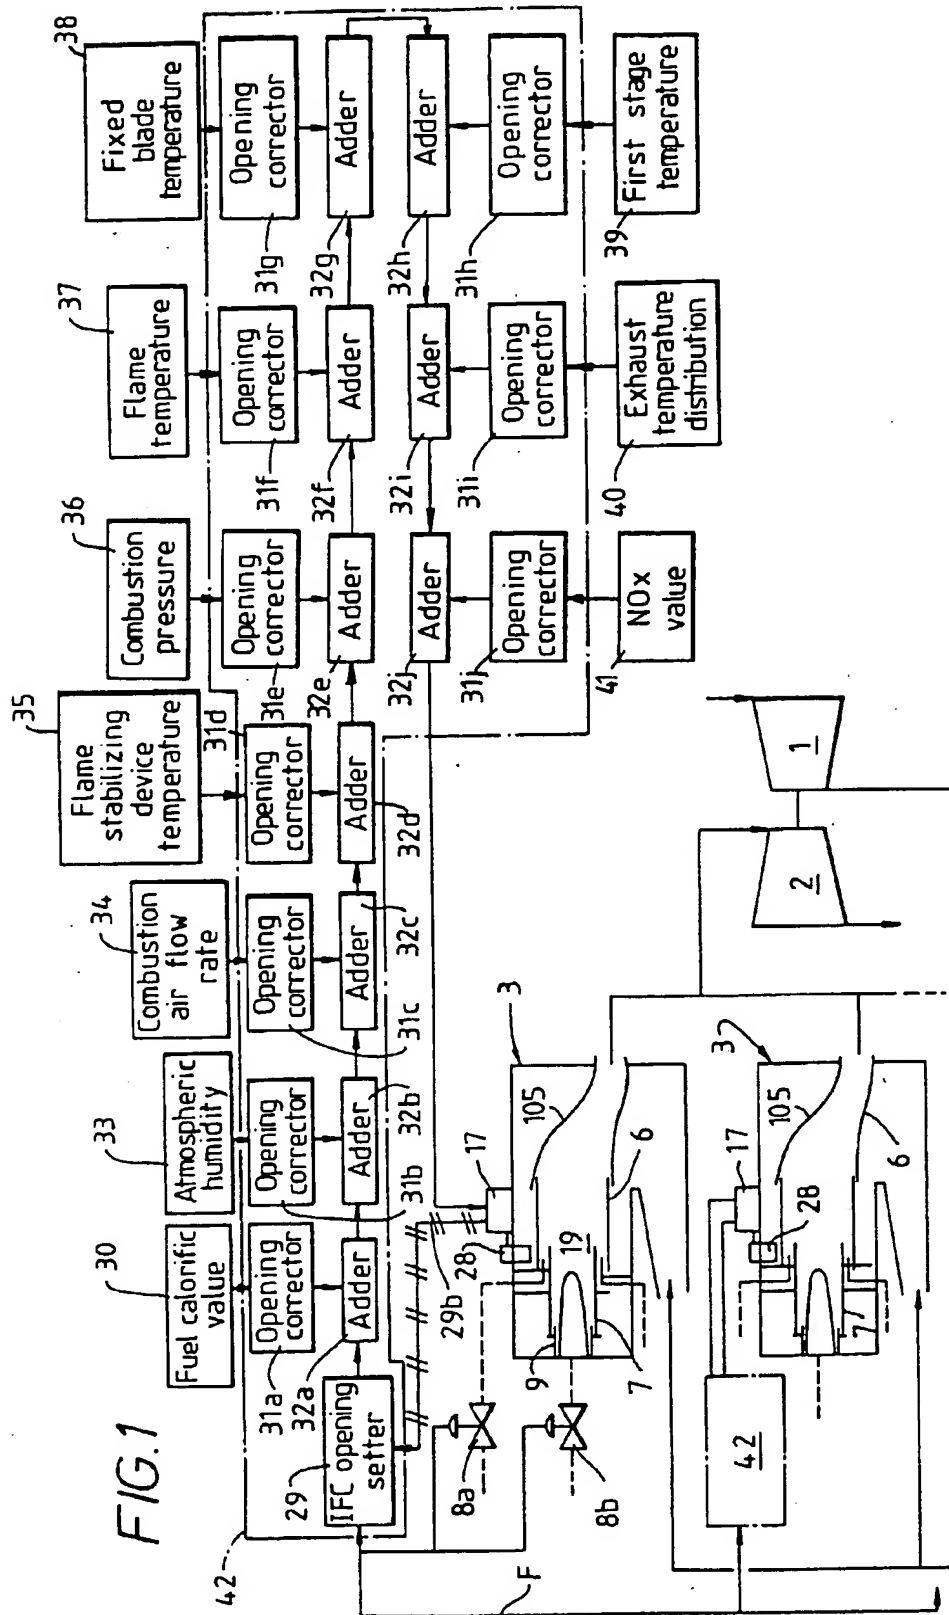 FIG.1
30
Fuel calorific
value
33
Atmospheric
humidity
34
Combustion
air flow
rate
35
Flame
stabilizing
device
temperature
36
Combustion
pressure
37
Flame
temperature
38
Fixed
blade
temperature
42
Opening
corrector
31a
Opening
corrector
31b
Opening
corrector
31c
Opening
corrector
31d
Opening
corrector
31e
Opening
corrector
31f
Opening
corrector
31g
29
IFC opening
setter
Adder
32a
Adder
32b
Adder
32c
Adder
32d
Adder
32e
Adder
32f
Adder
32g
Adder
32j
Adder
32i
Adder
32h
Opening
corrector
31j
Opening
corrector
31i
Opening
corrector
31h
41
NOx
value
40
Exhaust
temperature
distribution
39
First stage
temperature
29b
8a
8b
F
28
17
3
105
19
9
7
6
2
1
42
17
28
3
105
7
6